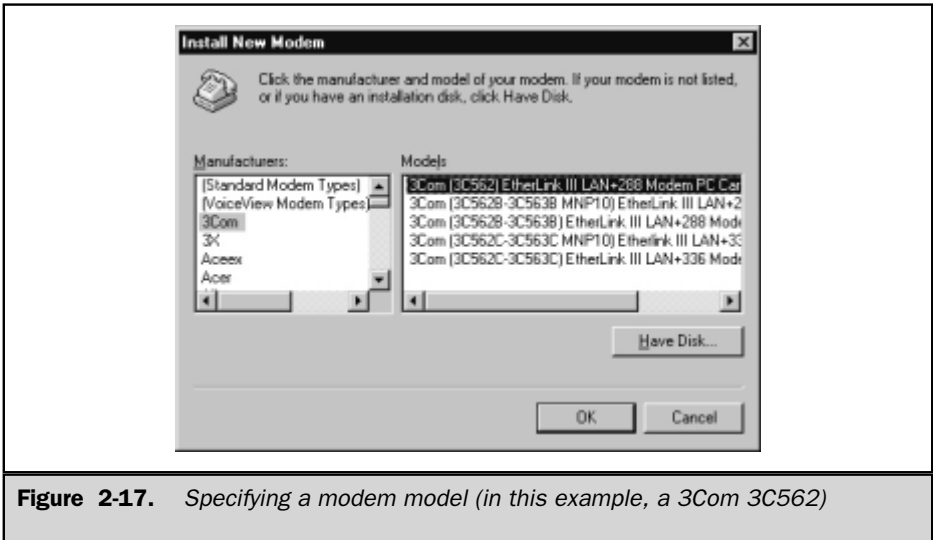 Install New Modem
Click the manufacturer and model of your modem. If your modem is not listed,
or if you have an installation disk, click Have Disk.
Manufacturers:
(Standard Modem Types)
(VoiceView Modem Types)
3Com
3X
Aceex
Acer
Models
3Com (3C562) EtherLink III LAN+288 Modem PC Car
3Com (3C562B-3C563B MNP10) EtherLink III LAN+2
3Com (3C562B-3C563B) EtherLink III LAN+288 Mode
3Com (3C562C-3C563C MNP10) Etherlink III LAN+33
3Com (3C562C-3C563C) EtherLink III LAN+336 Mode
Have Disk...
OK
Cancel
Figure 2-17. Specifying a modem model (in this example, a 3Com 3C562)